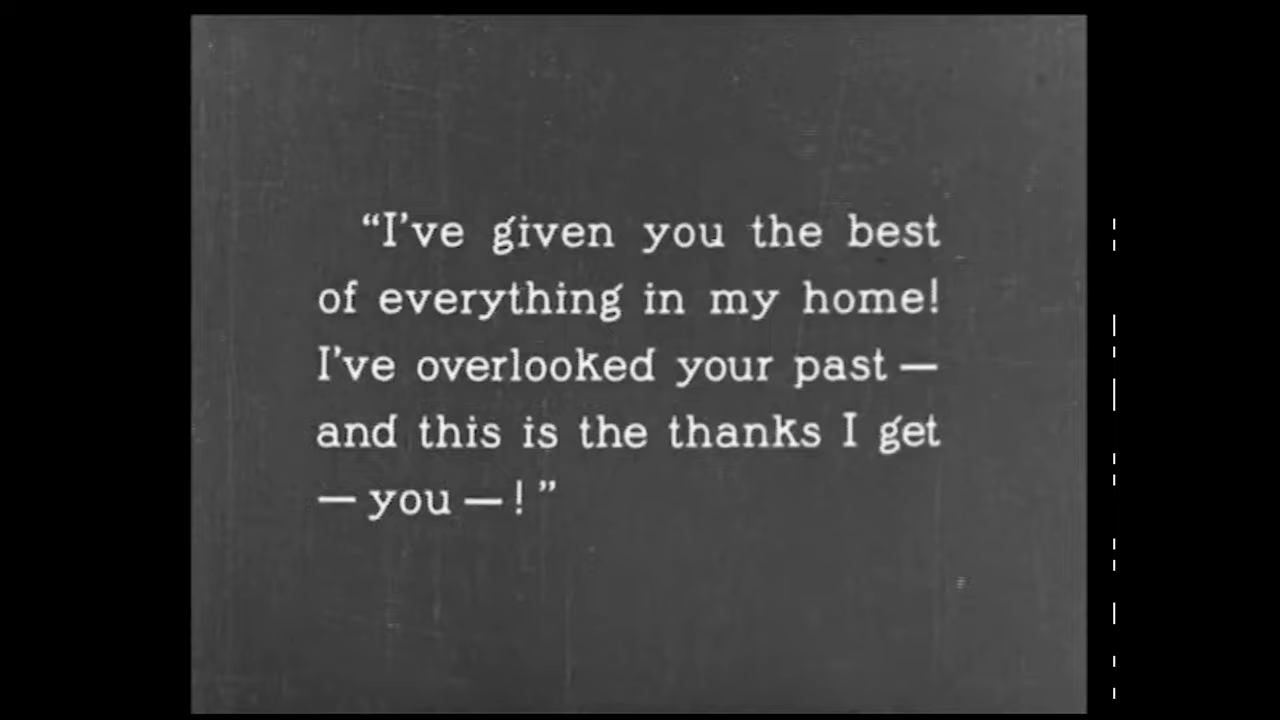 “I’ve given you the best
of everything in my home!
I’ve overlooked your past —
and this is the thanks I get
— you — ! ”